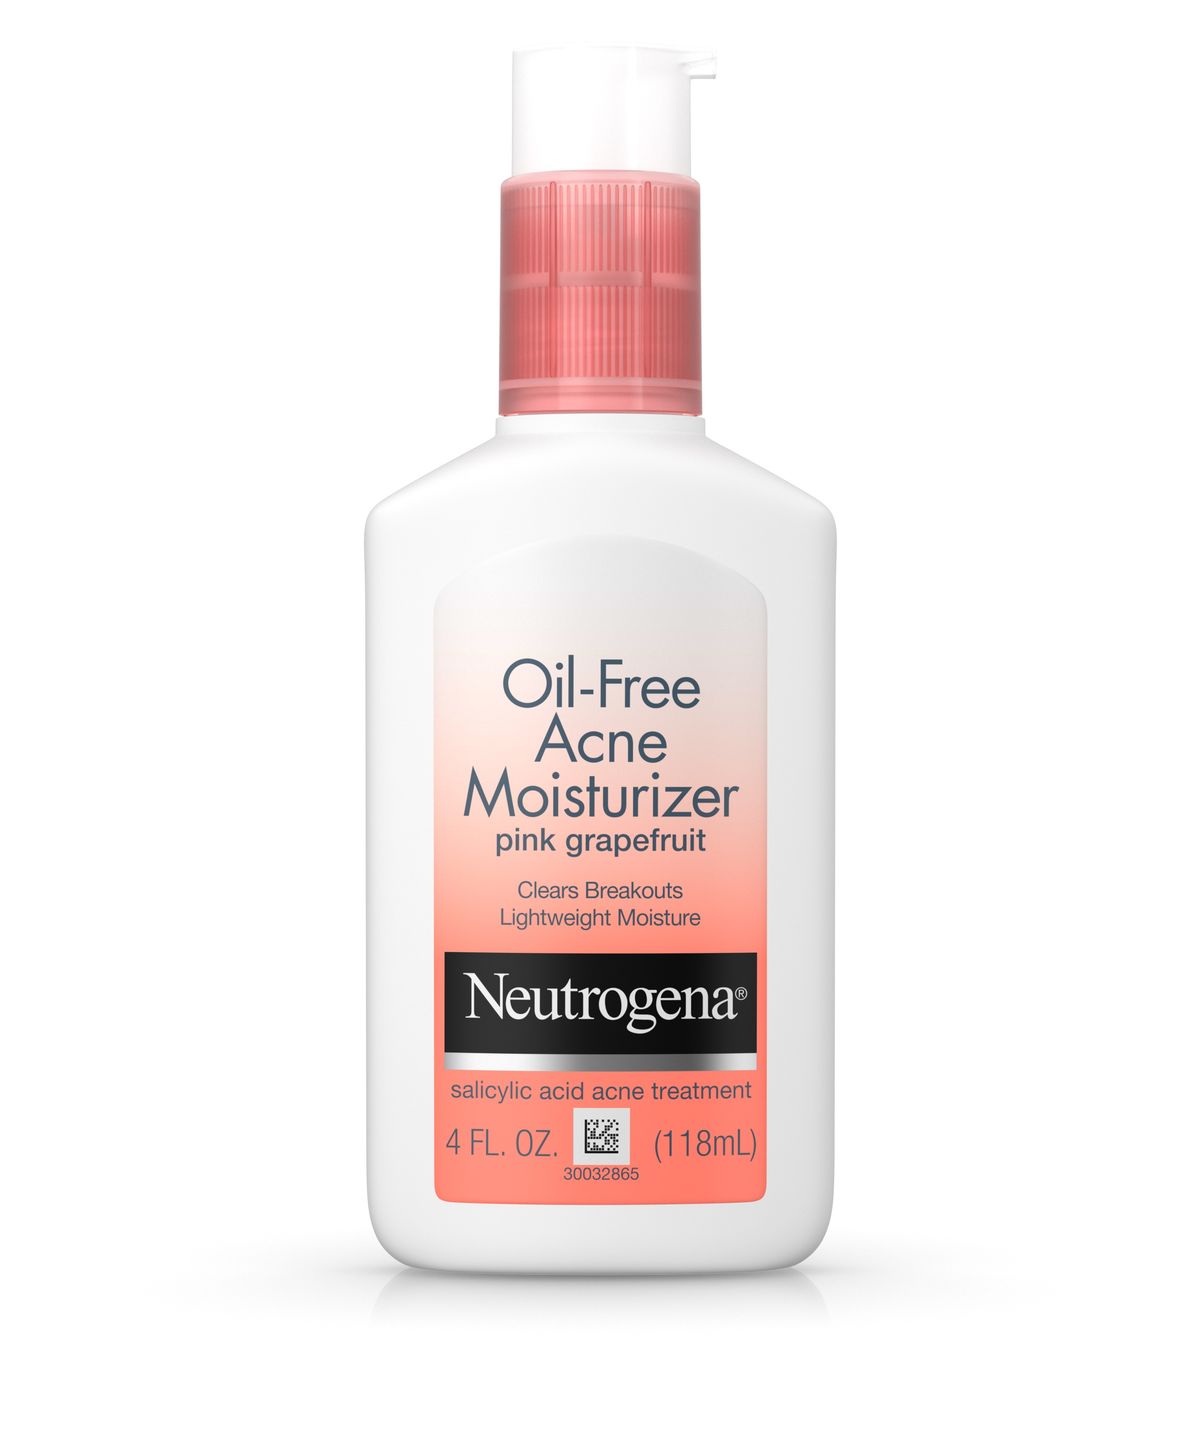 Oil-Free
Acne
Moisturizer
pink grapefruit
Clears Breakouts
Lightweight Moisture
Neutrogena®
salicylic acid acne treatment
4 FL. OZ. (118mL)
30032865